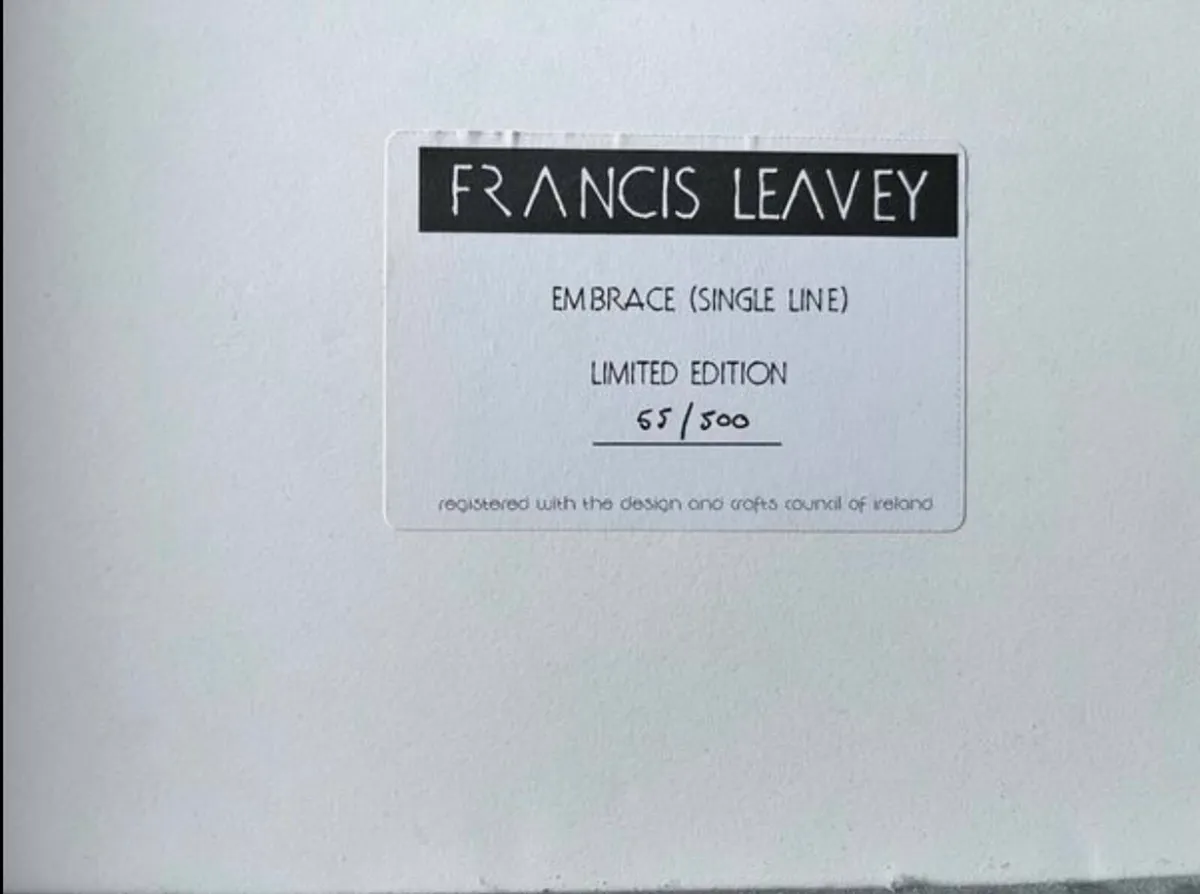 FRANCIS LEAVEY
EMBRACE (SINGLE LINE)
LIMITED EDITION
55/500
registered with the design and crafts council of ireland